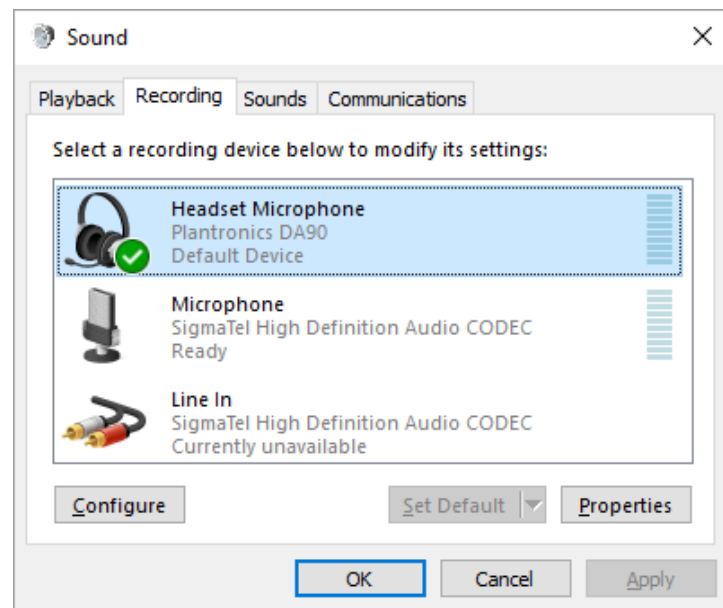 Sound
Playback Recording Sounds Communications
Select a recording device below to modify its settings:
Headset Microphone
Plantronics DA90
Default Device
Microphone
SigmaTel High Definition Audio CODEC
Ready
Line In
SigmaTel High Definition Audio CODEC
Currently unavailable
Configure Set Default Properties
OK Cancel Apply